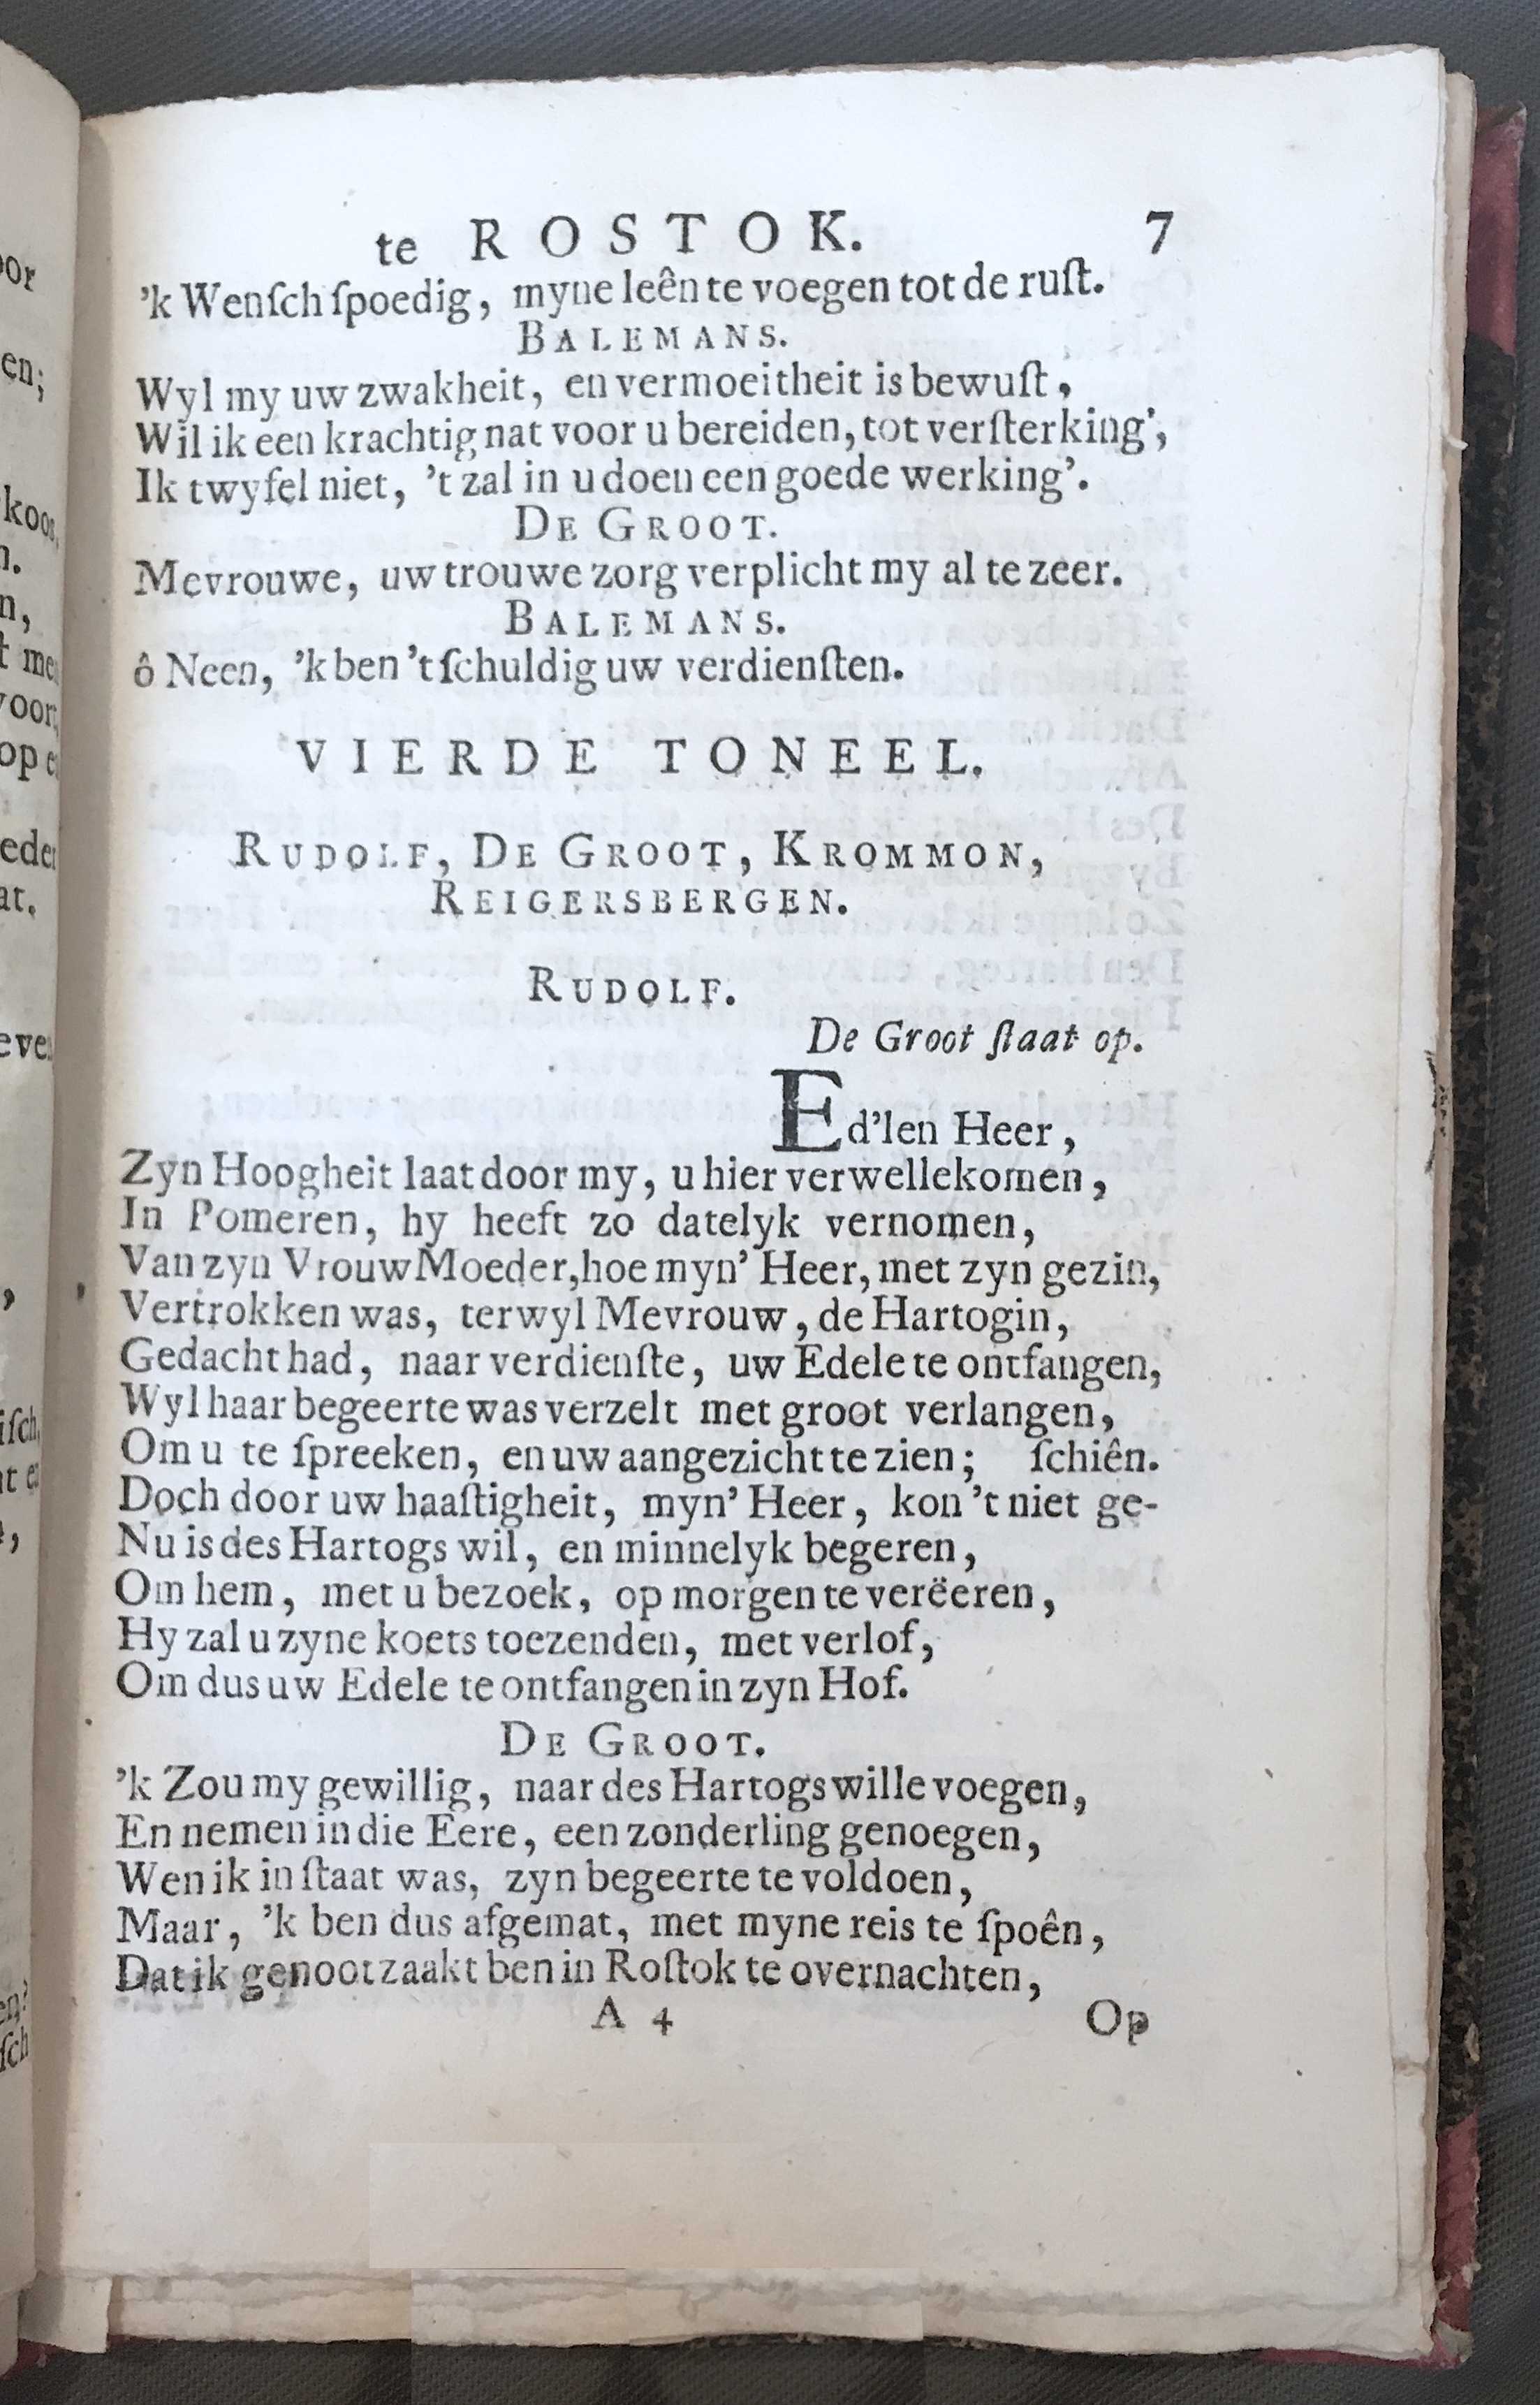 te ROSTOK. 7
'k Wenſch ſpoedig, myne leên te voegen tot de ruſt.
BALEMANS.
Wyl my uw zwakheit, en vermoeitheit is bewuſt,
Wil ik een krachtig nat voor u bereiden, tot verſterking',
Ik twyfel niet, 't zal in u doen een goede werking'.
DE GROOT.
Mevrouwe, uw trouwe zorg verplicht my al te zeer.
BALEMANS.
ô Neen, 'k ben 't ſchuldig uw verdienſten.
VIERDE TONEEL.
RUDOLF, DE GROOT, KROMMON,
REIGERSBERGEN.
RUDOLF.
De Groot ſtaat op.
Ed'len Heer,
Zyn Hoogheit laat door my, u hier verwellekomen,
In Pomeren, hy heeft zo datelyk vernomen,
Van zyn Vrouw Moeder, hoe myn' Heer, met zyn gezin,
Vertrokken was, terwyl Mevrouw, de Hartogin,
Gedacht had, naar verdienſte, uw Edele te ontfangen,
Wyl haar begeerte was verzelt met groot verlangen,
Om u te ſpreeken, en uw aangezicht te zien; ſchiên.
Doch door uw haaſtigheit, myn' Heer, kon 't niet ge-
Nu is des Hartogs wil, en minnelyk begeren,
Om hem, met u bezoek, op morgen te verëeren,
Hy zal u zyne koets toezenden, met verlof,
Om dus uw Edele te ontfangen in zyn Hof.
DE GROOT.
'k Zou my gewillig, naar des Hartogs wille voegen,
En nemen in die Eere, een zonderling genoegen,
Wen ik in ſtaat was, zyn begeerte te voldoen,
Maar, 'k ben dus afgemat, met myne reis te ſpoên,
Dat ik genootzaakt ben in Roſtok te overnachten,
A 4 Op